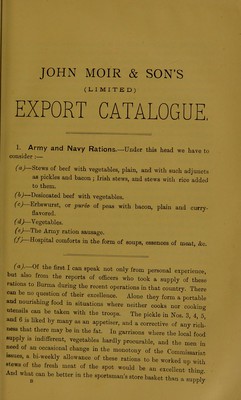 JOHN MOIR & SON'S
(LIMITED)
EXPORT CATALOGUE.
1. Army and Navy Rations.—Under this head we have to
consider :—
(a)—Stews of beef with vegetables, plain, and with such adjuncts
as pickles and bacon ; Irish stews, and stews with rice added
to them.
(b)—Desiccated beef with vegetables.
(c)—Erbswurst, or purée of peas with bacon, plain and curry-
flavored.
(d)—Vegetables.
(e)—The Army ration sausage.
(f)—Hospital comforts in the form of soups, essences of meat, &c.
(a).—Of the first I can speak not only from personal experience,
but also from the reports of officers who took a supply of these
rations to Burma during the recent operations in that country. There
can be no question of their excellence. Alone they form a portable
and nourishing food in situations where neither cooks nor cooking
utensils can be taken with the troops. The pickle in Nos. 3, 4, 5,
and 6 is liked by many as an appetiser, and a corrective of any rich-
ness that there may be in the fat. In garrisons where the local food
supply is indifferent, vegetables hardly procurable, and the men in
need of an occasional change in the monotony of the Commissariat
issues, a bi-weekly allowance of these rations to be worked up with
stews of the fresh meat of the spot would be an excellent thing.
And what can be better in the sportsman's store basket than a supply
B